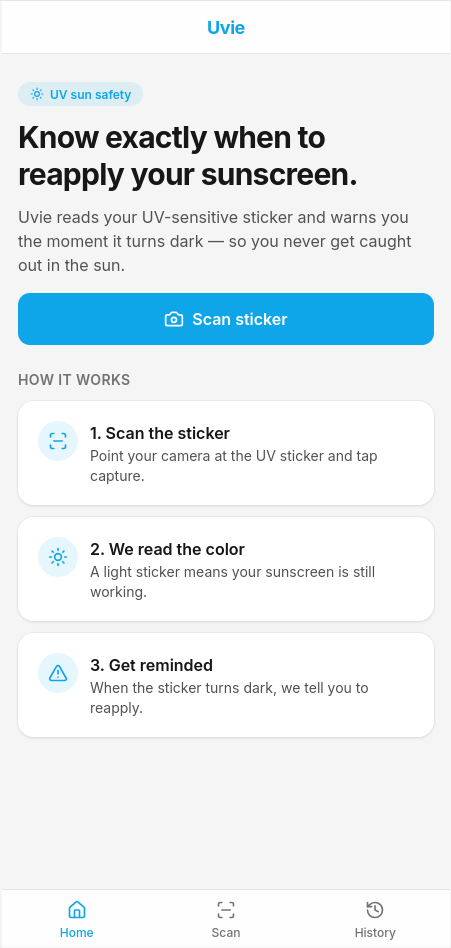 Uvie
UV sun safety
Know exactly when to
reapply your sunscreen.
Uvie reads your UV-sensitive sticker and warns you
the moment it turns dark — so you never get caught
out in the sun.
Scan sticker
HOW IT WORKS
1. Scan the sticker
Point your camera at the UV sticker and tap
capture.
2. We read the color
A light sticker means your sunscreen is still
working.
3. Get reminded
When the sticker turns dark, we tell you to
reapply.
Home
Scan
History